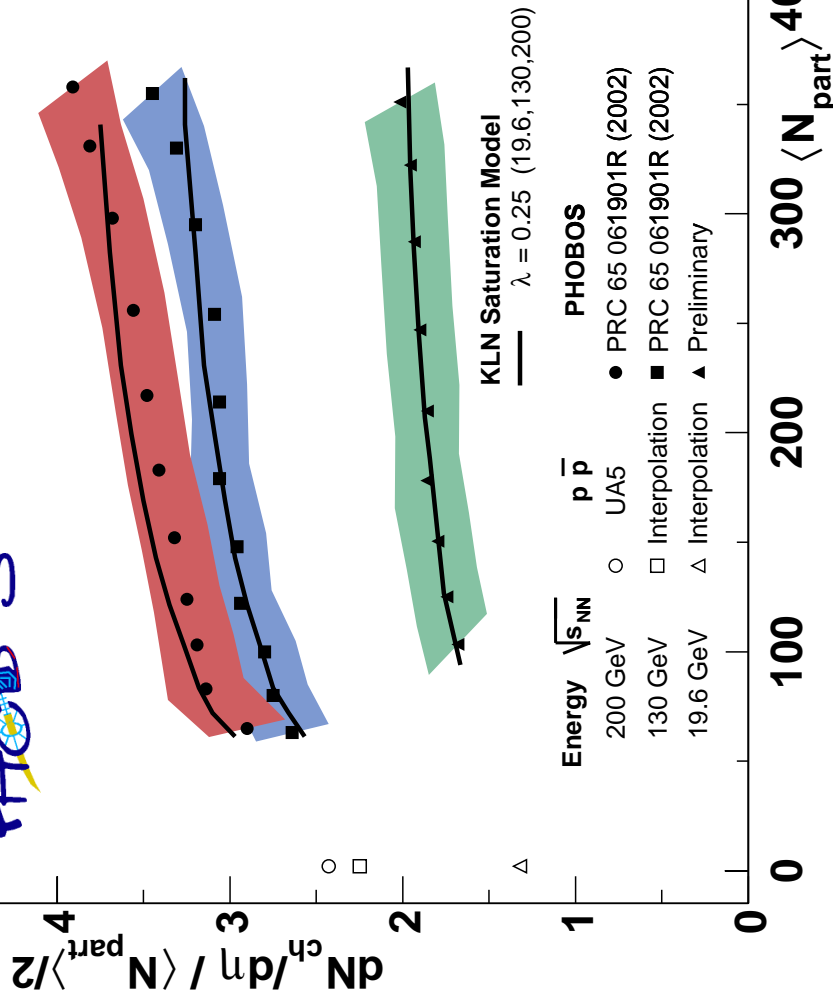 PHOBOS
dN_ch/dη / ⟨N_part⟩/2
4
3
2
1
0
KLN Saturation Model
λ = 0.25 (19.6,130,200)
Energy √s_NN p p̅ PHOBOS
200 GeV ○ UA5 ● PRC 65 061901R (2002)
130 GeV □ Interpolation ■ PRC 65 061901R (2002)
19.6 GeV △ Interpolation ▲ Preliminary
0 100 200 300 ⟨N_part⟩